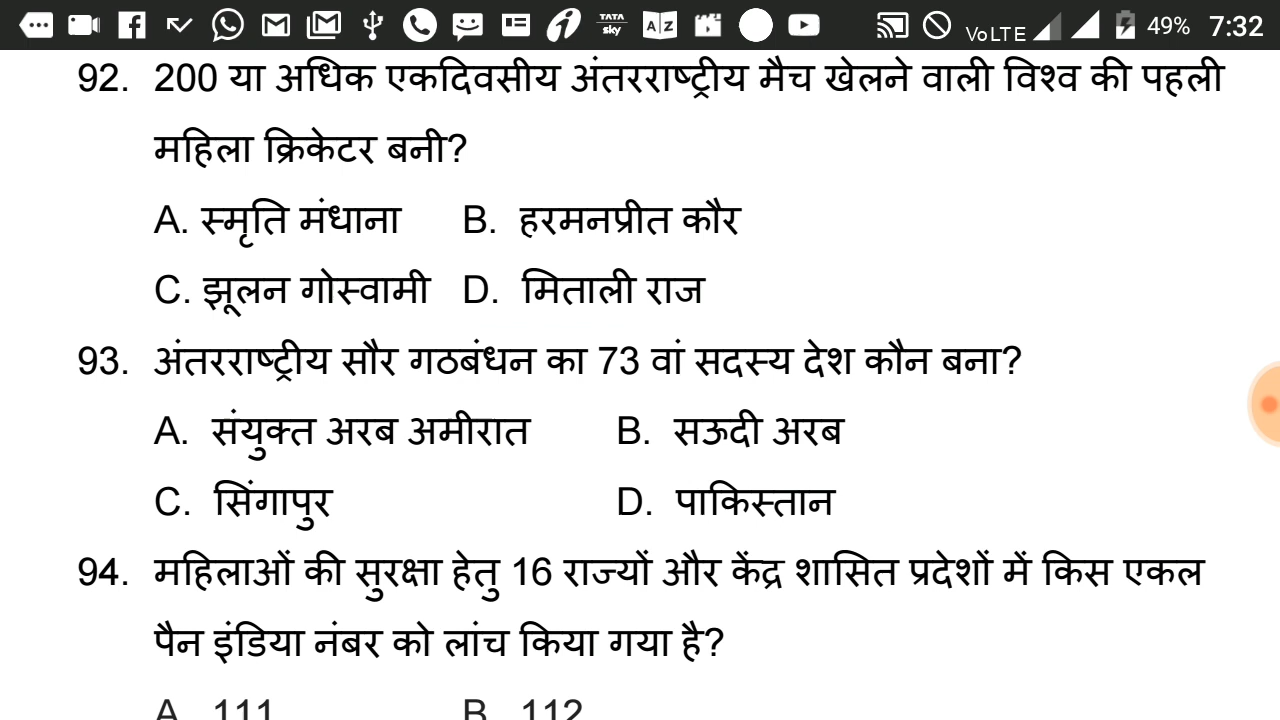 TATA sky A Z VoLTE 49% 7:32
92. 200 या अधिक एकदिवसीय अंतरराष्ट्रीय मैच खेलने वाली विश्व की पहली
महिला क्रिकेटर बनी?
A. स्मृति मंधाना B. हरमनप्रीत कौर
C. झूलन गोस्वामी D. मिताली राज
93. अंतरराष्ट्रीय सौर गठबंधन का 73 वां सदस्य देश कौन बना?
A. संयुक्त अरब अमीरात B. सऊदी अरब
C. सिंगापुर D. पाकिस्तान
94. महिलाओं की सुरक्षा हेतु 16 राज्यों और केंद्र शासित प्रदेशों में किस एकल
पैन इंडिया नंबर को लांच किया गया है?
A 111 B 112